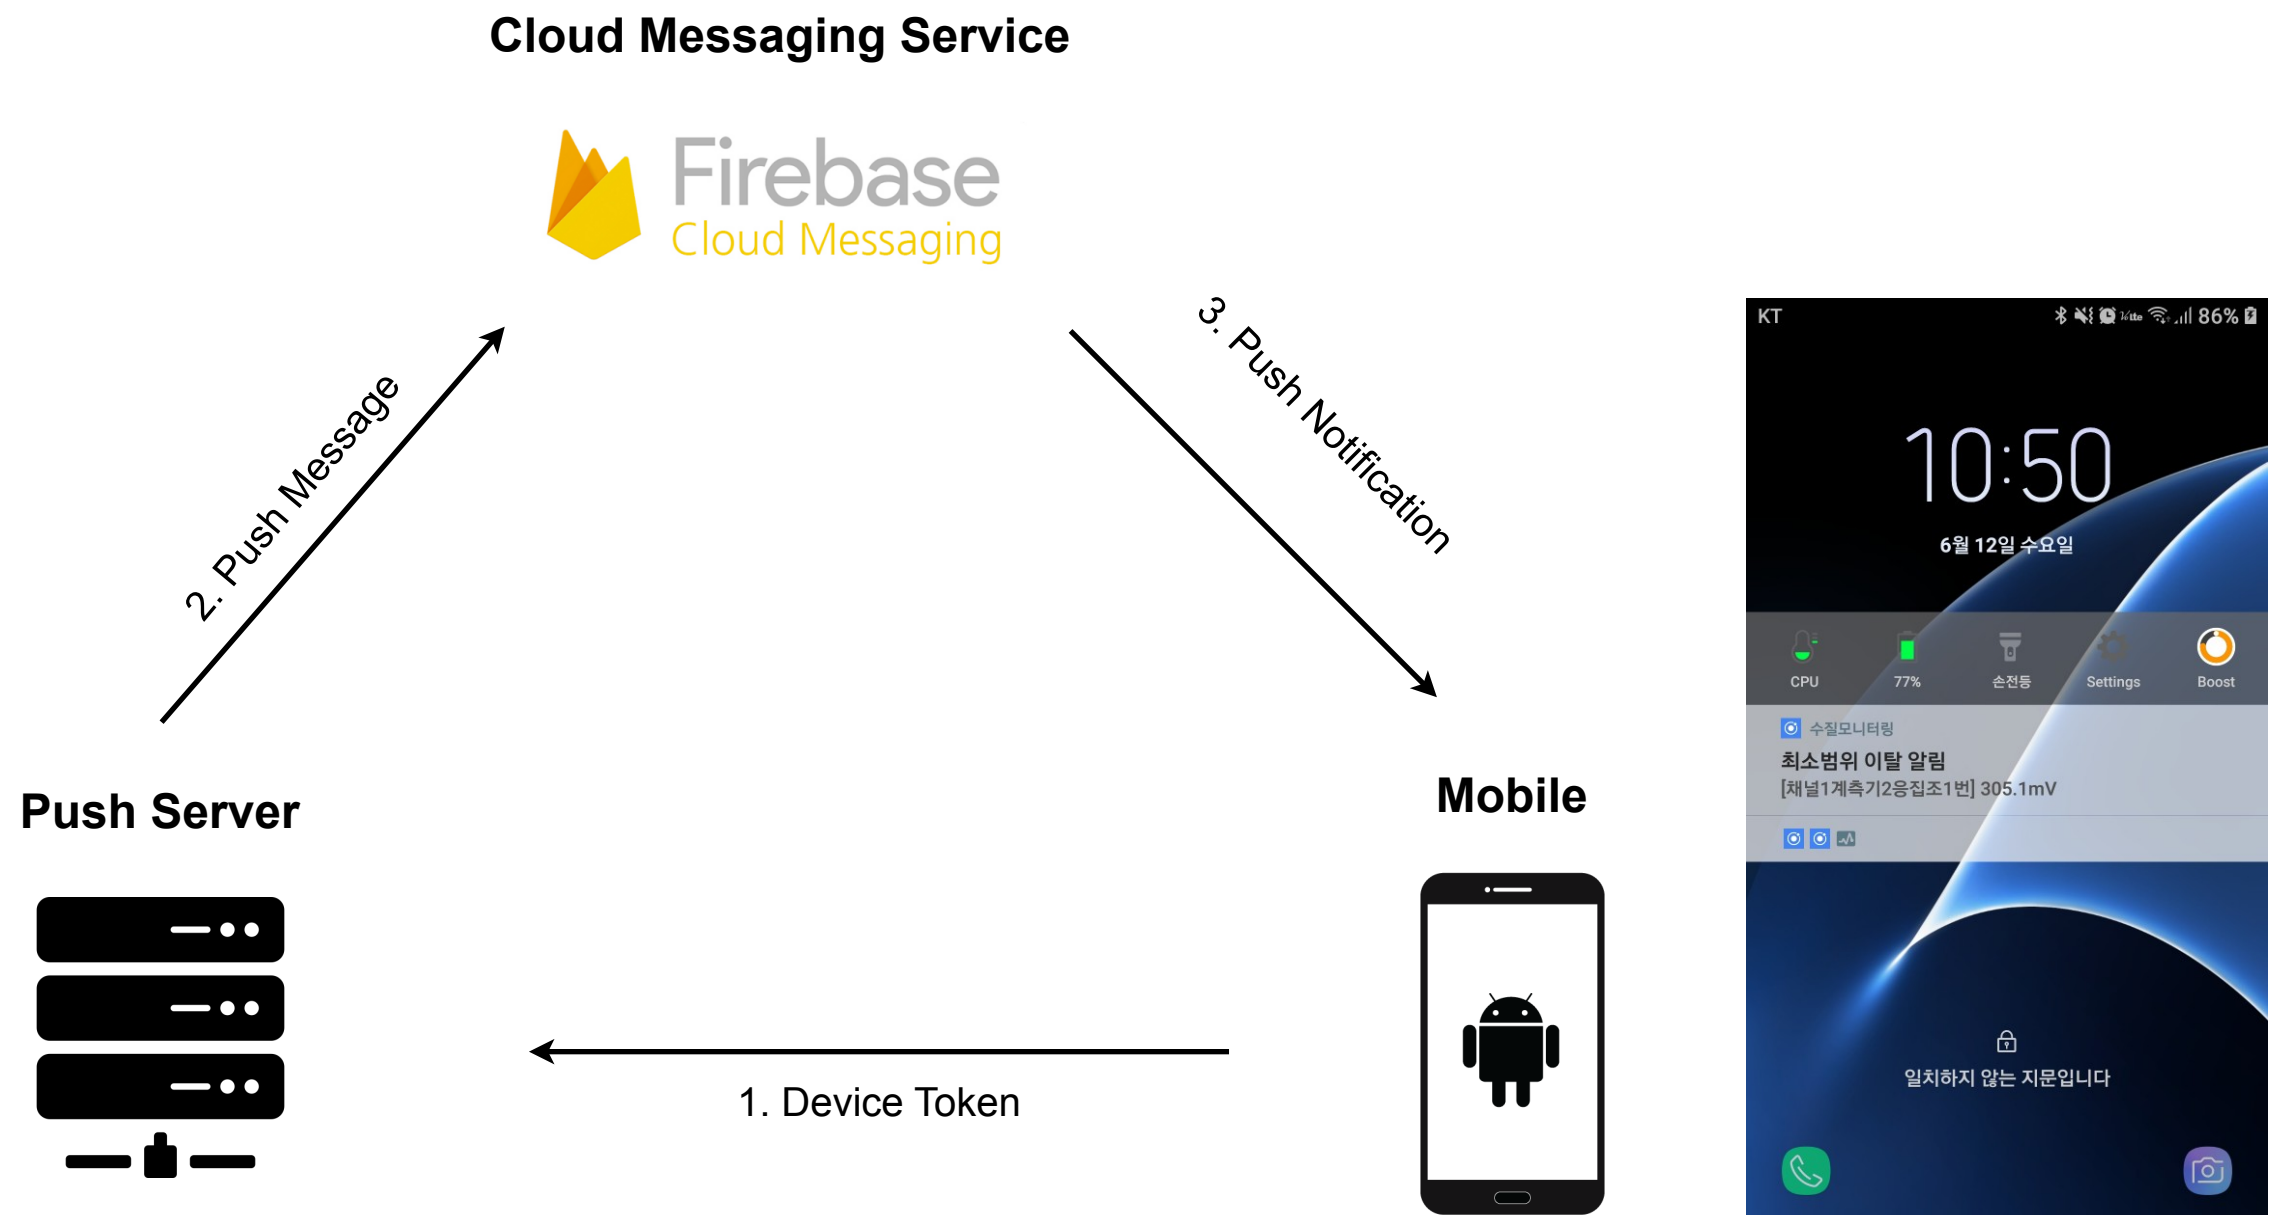 Cloud Messaging Service
Firebase
Cloud Messaging
2. Push Message
3. Push Notification
Push Server
Mobile
1. Device Token
KT
86%
10:50
6월 12일 수요일
CPU
77%
손전등
Settings
Boost
수질모니터링
최소범위 이탈 알림
[채널1계측기2응집조1번] 305.1mV
일치하지 않는 지문입니다